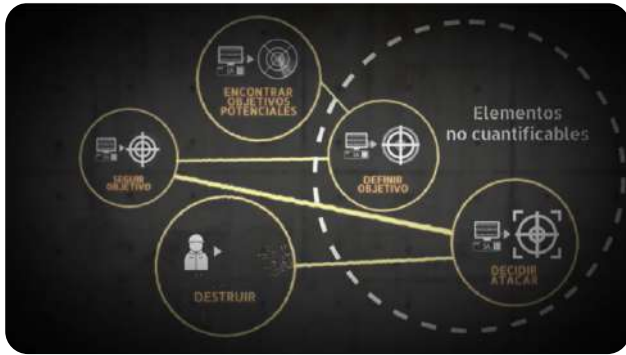 ENCONTRAR
OBJETIVOS
POTENCIALES
Elementos
no cuantificables
SEGUIR
OBJETIVO
DEFINIR
OBJETIVO
DECIDIR
ATACAR
DESTRUIR